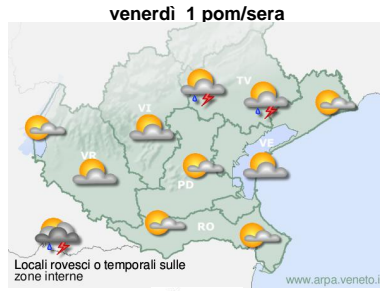 venerdì 1 pom/sera
TV
VI
VE
VR
PD
RO
Locali rovesci o temporali sulle
zone interne
www.arpa.veneto.i